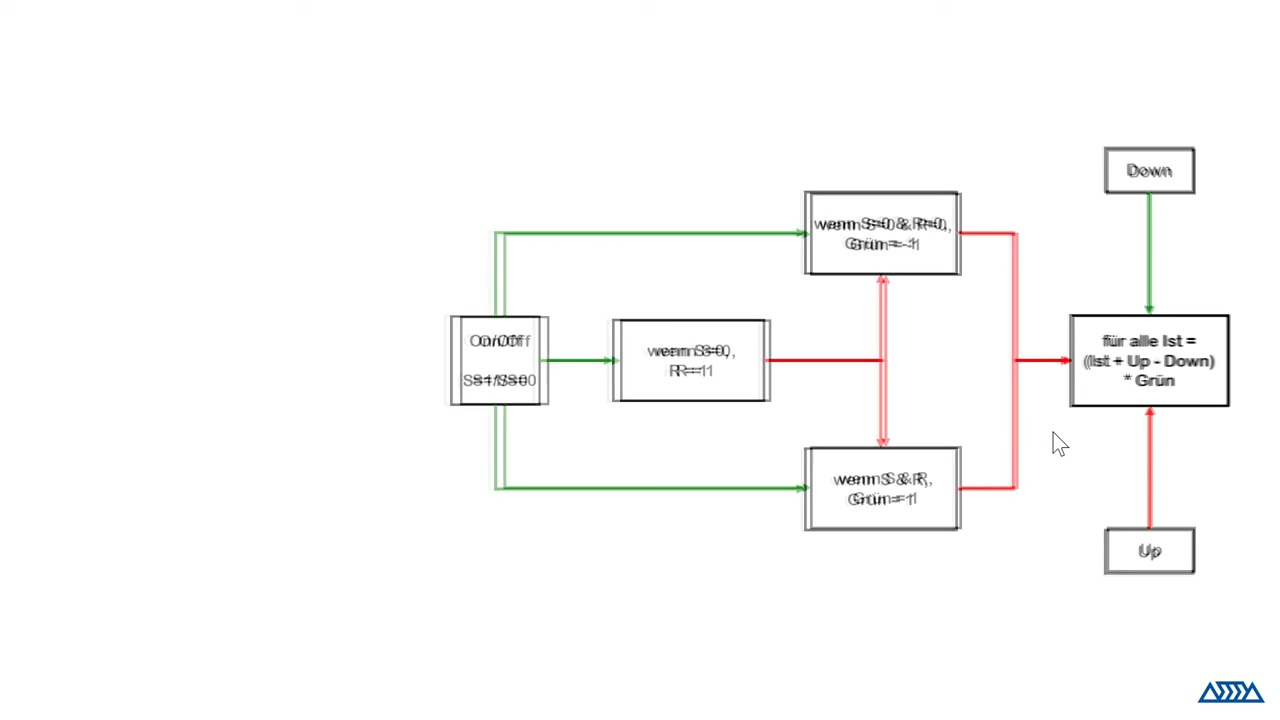 On/Off
S=1/S=0
wenn S=0,
R=1
wenn S=0 & R=0,
Grün = -1
wenn S & R,
Grün = 1
Down
für alle Ist =
(Ist + Up - Down)
* Grün
Up